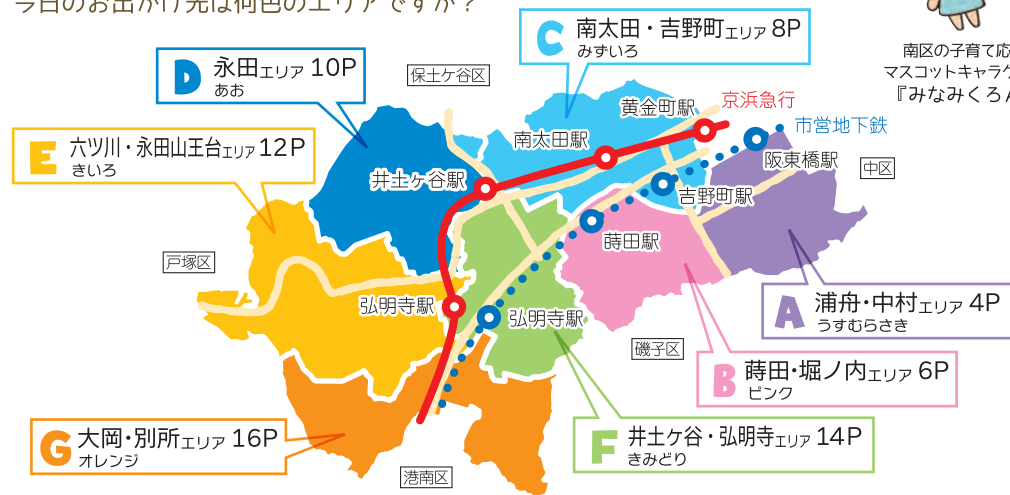 今日のお出かけ先は何色のエリアですか？
C 南太田・吉野町エリア 8P
みずいろ
D 永田エリア 10P
あお
保土ケ谷区
南区の子育て応
マスコットキャラク
『みなみくろん
黄金町駅
京浜急行
市営地下鉄
南太田駅
E 六ツ川・永田山王台エリア 12P
きいろ
阪東橋駅
中区
井土ヶ谷駅
吉野町駅
蒔田駅
戸塚区
弘明寺駅
弘明寺駅
A 浦舟・中村エリア 4P
うすむらさき
磯子区
B 蒔田・堀ノ内エリア 6P
ピンク
G 大岡・別所エリア 16P
オレンジ
F 井土ケ谷・弘明寺エリア 14P
きみどり
港南区